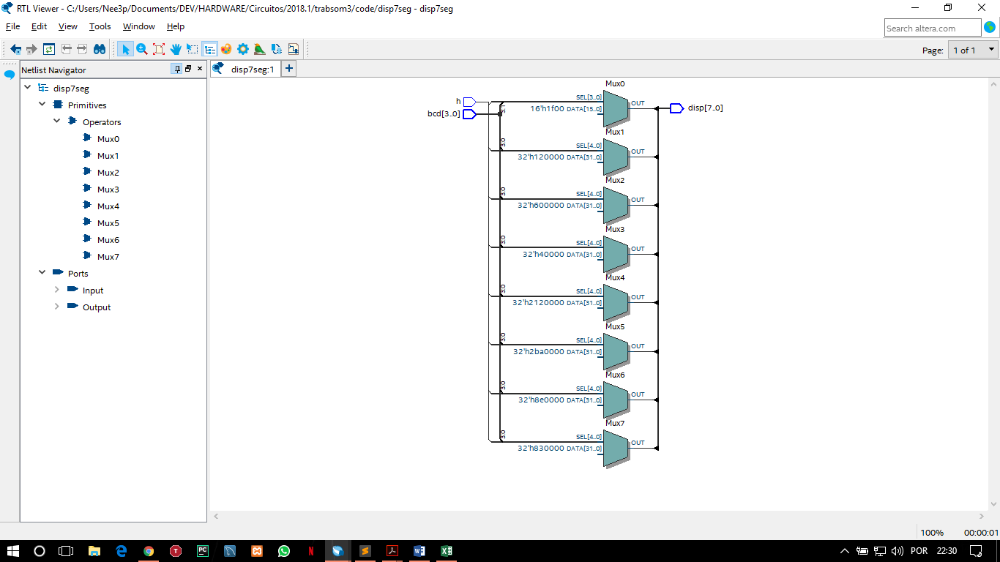 RTL Viewer - C:/Users/Nee3p/Documents/DEV/HARDWARE/Circuitos/2018.1/trabsom3/code/disp7seg - disp7seg
File Edit View Tools Window Help
Search altera.com
Page: 1 of 1
Netlist Navigator
disp7seg:1
disp7seg
Primitives
Operators
Mux0
Mux1
Mux2
Mux3
Mux4
Mux5
Mux6
Mux7
Ports
Input
Output
h
bcd[3..0]
Mux0
3:1
SEL[3..0]
16'h1f00 DATA[15..0]
OUT
disp[7..0]
Mux1
3:0
SEL[4..0]
32'h120000 DATA[31..0]
OUT
Mux2
3:0
SEL[4..0]
32'h600000 DATA[31..0]
OUT
Mux3
3:0
SEL[4..0]
32'h40000 DATA[31..0]
OUT
Mux4
3:0
SEL[4..0]
32'h2120000 DATA[31..0]
OUT
Mux5
3:0
SEL[4..0]
32'h2ba0000 DATA[31..0]
OUT
Mux6
3:0
SEL[4..0]
32'h8e0000 DATA[31..0]
OUT
Mux7
3:0
SEL[4..0]
32'h830000 DATA[31..0]
OUT
100% 00:00:01
POR 22:30